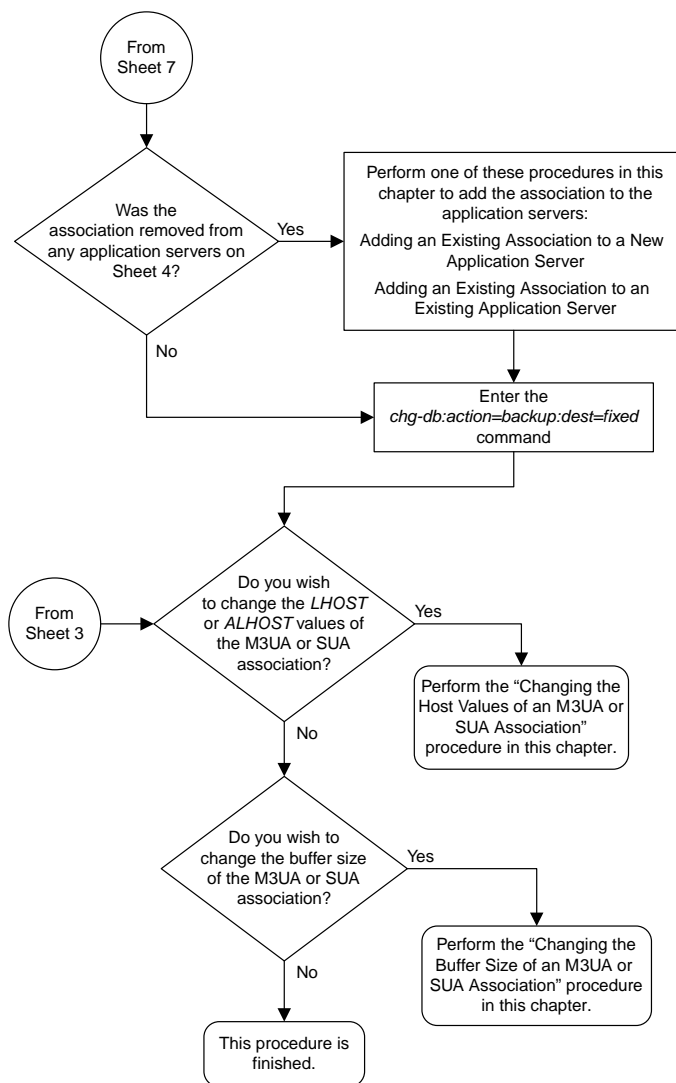 From
Sheet 7
Was the
association removed from
any application servers on
Sheet 4?
Yes
Perform one of these procedures in this
chapter to add the association to the
application servers:
Adding an Existing Association to a New
Application Server
Adding an Existing Association to an
Existing Application Server
No
Enter the
chg-db:action=backup:dest=fixed
command
From
Sheet 3
Do you wish
to change the LHOST
or ALHOST values of
the M3UA or SUA
association?
Yes
Perform the “Changing the
Host Values of an M3UA or
SUA Association”
procedure in this chapter.
No
Do you wish to
change the buffer size
of the M3UA or SUA
association?
Yes
Perform the “Changing the
Buffer Size of an M3UA or
SUA Association” procedure
in this chapter.
No
This procedure is
finished.